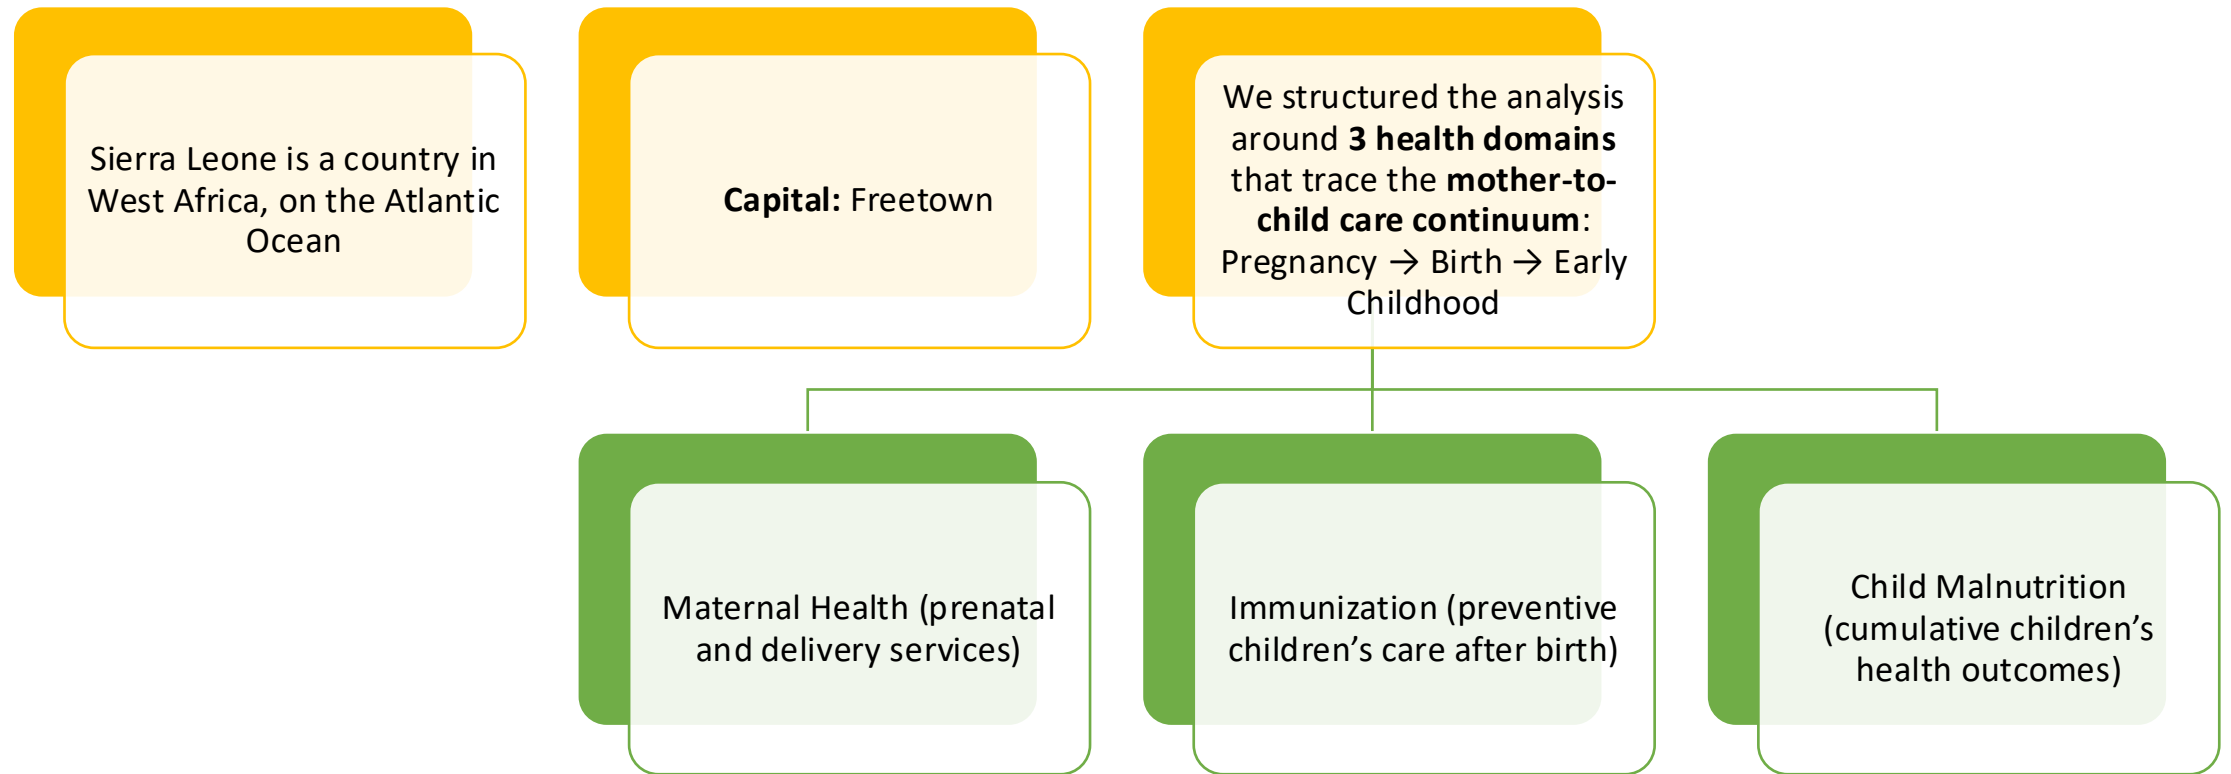 Sierra Leone is a country in
West Africa, on the Atlantic
Ocean
Capital: Freetown
We structured the analysis
around 3 health domains
that trace the mother-to-
child care continuum:
Pregnancy → Birth → Early
Childhood
Maternal Health (prenatal
and delivery services)
Immunization (preventive
children’s care after birth)
Child Malnutrition
(cumulative children’s
health outcomes)